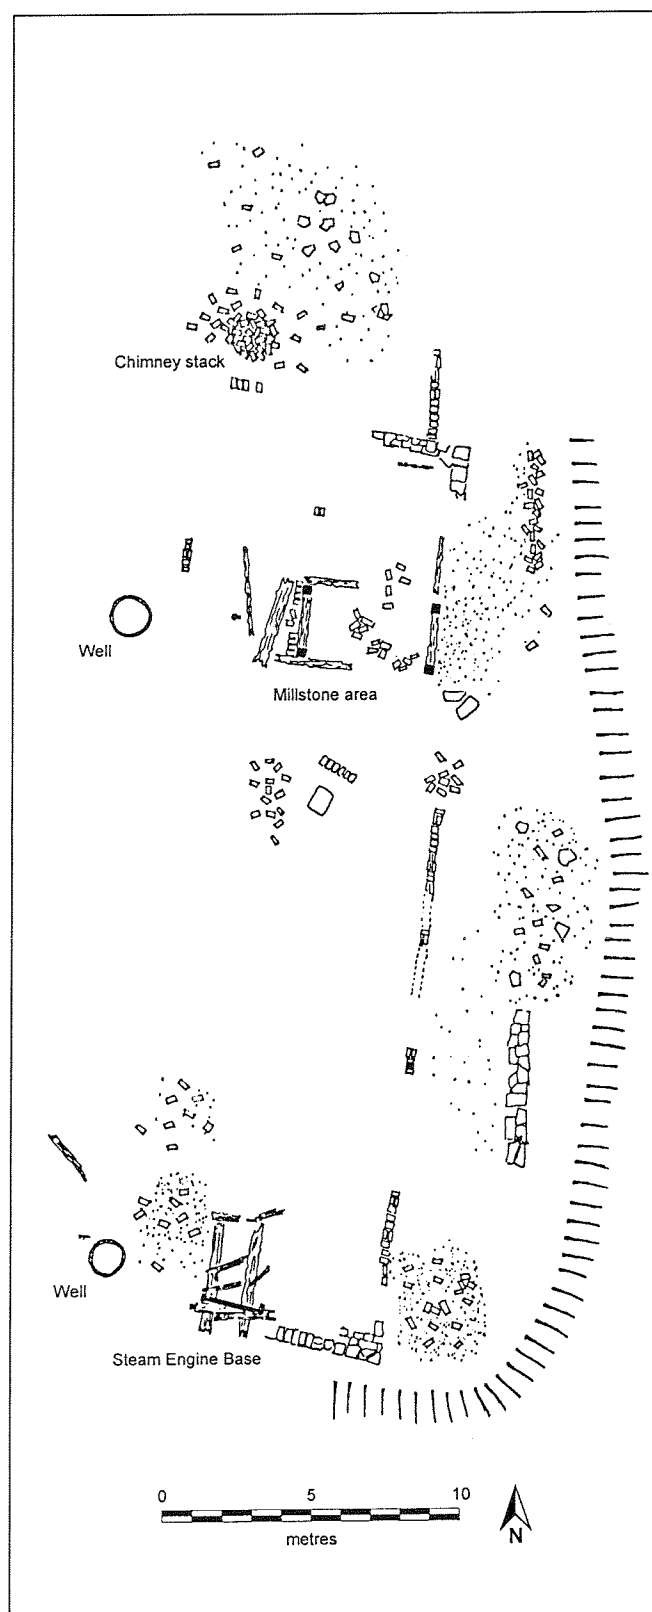 Chimney stack
Well
Millstone area
Well
Steam Engine Base
0 5 10
metres
N